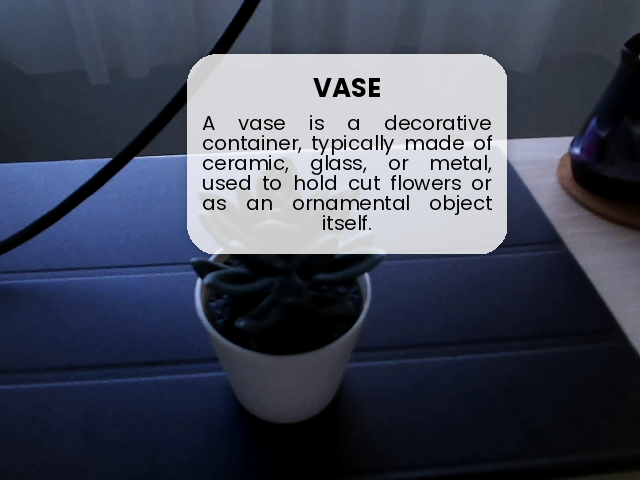 VASE
A vase is a decorative
container, typically made of
ceramic, glass, or metal,
used to hold cut flowers or
as an ornamental object
itself.